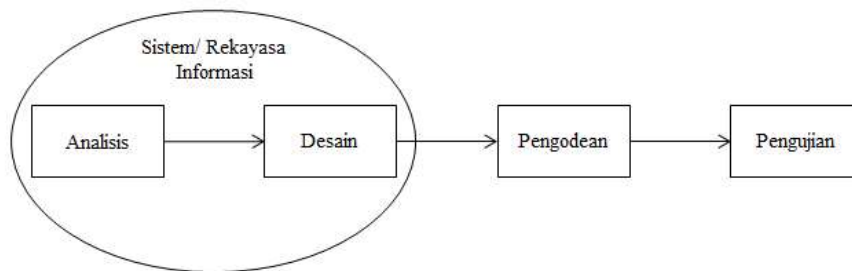 Sistem/ Rekayasa
Informasi
Analisis
Desain
Pengodean
Pengujian